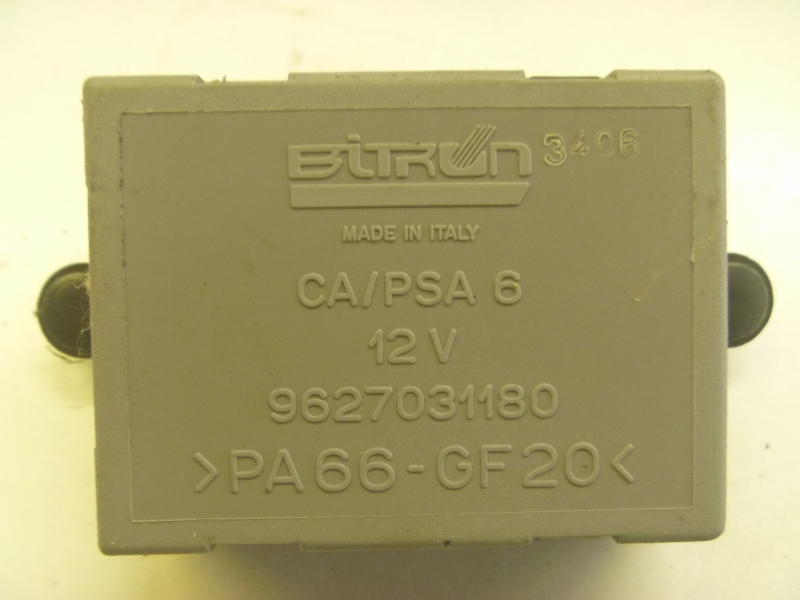 BITRON 3406
MADE IN ITALY
CA/PSA 6
12 V
9627031180
>PA66-GF20<